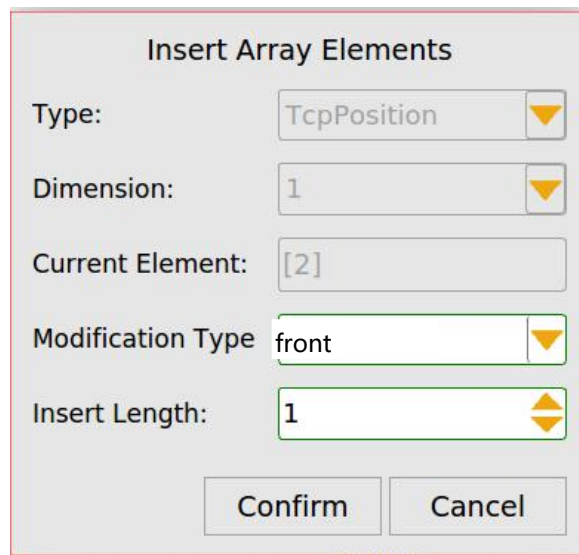 Insert Array Elements
Type: TcpPosition
Dimension: 1
Current Element: [2]
Modification Type front
Insert Length: 1
Confirm Cancel